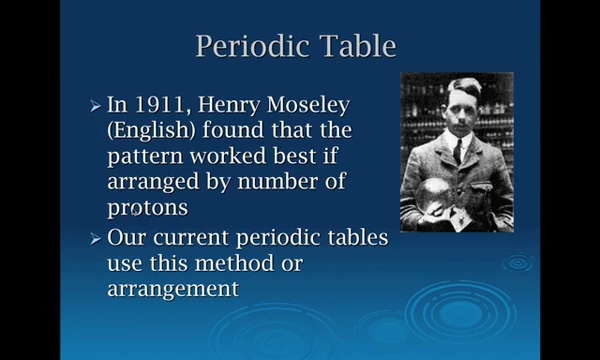 Periodic Table
In 1911, Henry Moseley
(English) found that the
pattern worked best if
arranged by number of
protons
Our current periodic tables
use this method or
arrangement